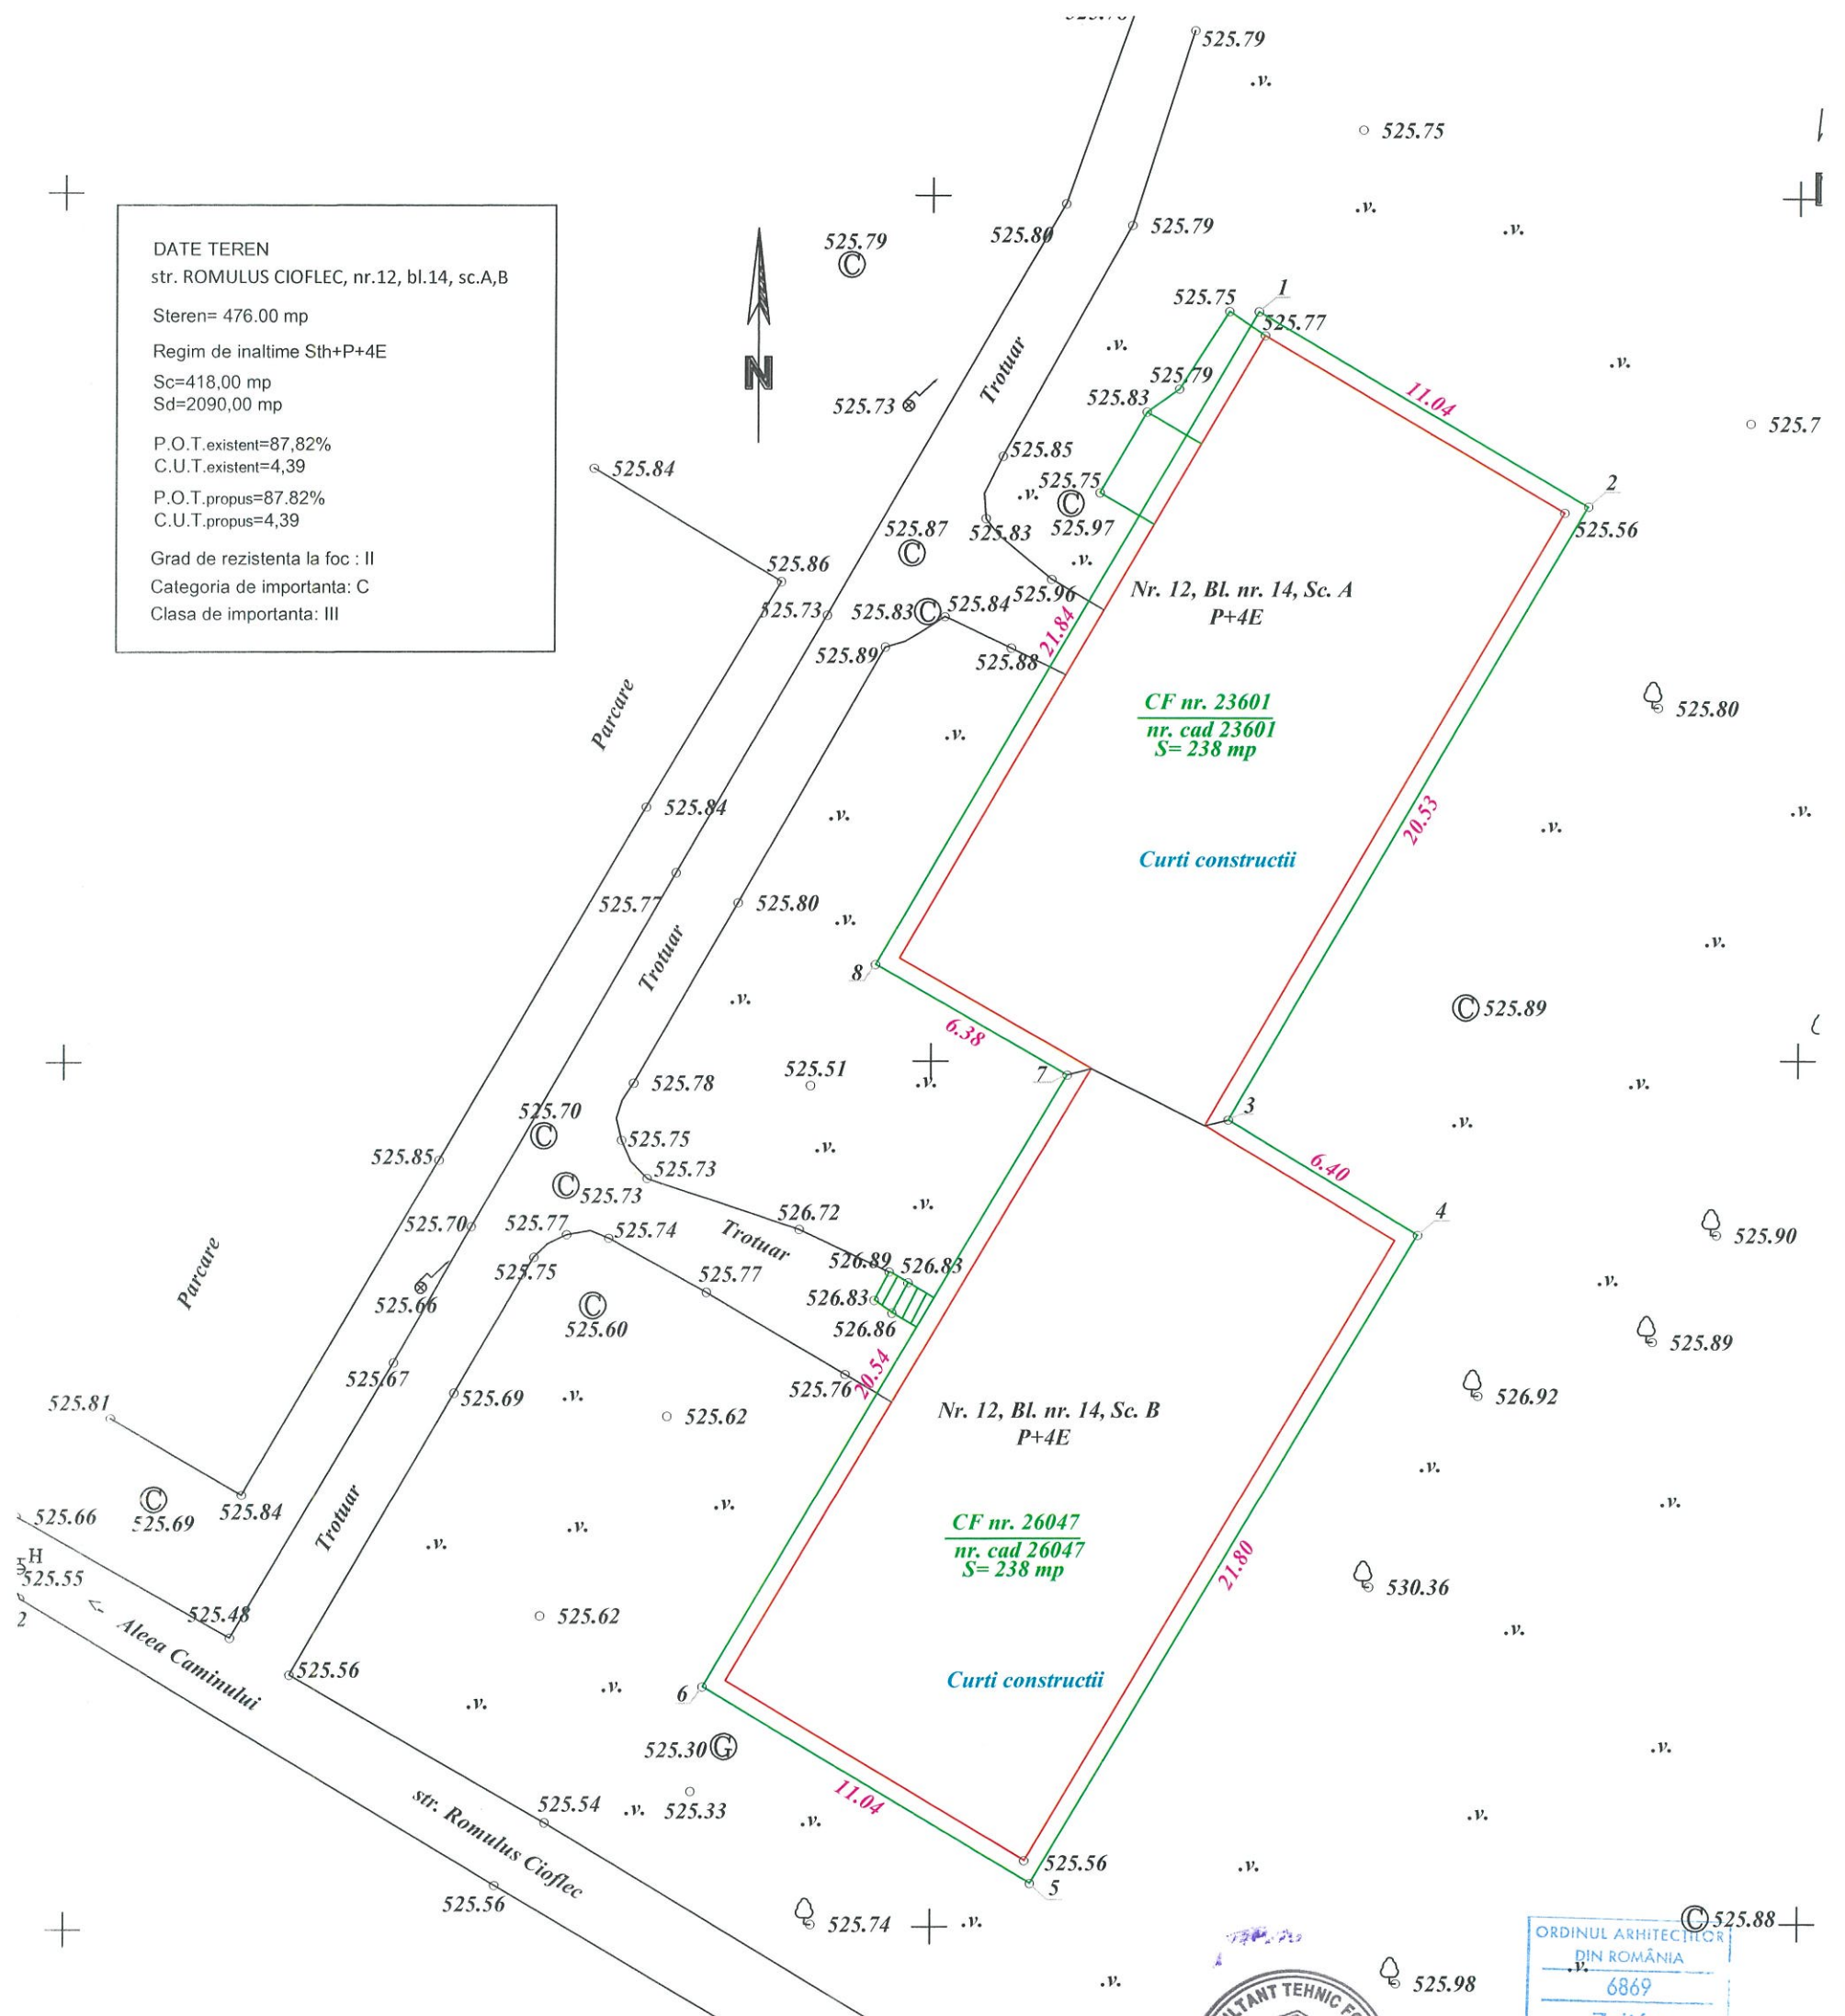 525.79
.v.
525.75
.v.
.v.
525.80
525.79
525.79
C
DATE TEREN
str. ROMULUS CIOFLEC, nr.12, bl.14, sc.A,B
Steren= 476.00 mp
Regim de inaltime Sth+P+4E
Sc=418,00 mp
Sd=2090,00 mp
P.O.T.existent=87,82%
C.U.T.existent=4,39
P.O.T.propus=87.82%
C.U.T.propus=4,39
Grad de rezistenta la foc : II
Categoria de importanta: C
Clasa de importanta: III
N
525.73
Trotuar
.v.
525.75
1
525.77
525.79
525.83
11.04
.v.
525.7
525.84
525.85
525.75
.v.
C
525.97
525.83
525.87
C
.v.
2
525.56
525.86
525.73
525.83
C
525.84
525.96
525.89
525.88
21.84
Nr. 12, Bl. nr. 14, Sc. A
P+4E
CF nr. 23601
nr. cad 23601
S= 238 mp
525.80
Parcare
.v.
525.84
.v.
20.53
.v.
.v.
Curti constructii
525.77
525.80
.v.
Trotuar
.v.
8
.v.
6.38
C
525.89
525.51
.v.
7
3
.v.
.v.
525.78
525.70
C
525.75
.v.
525.73
525.85
C
525.73
6.40
.v.
4
525.70
525.77
525.74
526.72
Trotuar
525.90
525.75
525.77
526.89
526.83
526.83
526.86
.v.
Parcare
525.66
C
525.60
525.89
525.67
525.69
.v.
525.76
20.54
526.92
525.81
525.62
Nr. 12, Bl. nr. 14, Sc. B
P+4E
.v.
.v.
C
525.69
525.84
525.66
Trotuar
.v.
.v.
.v.
CF nr. 26047
nr. cad 26047
S= 238 mp
21.80
530.36
H
525.55
2
<- Aleea Caminului
525.48
525.62
.v.
525.56
.v.
.v.
6
Curti constructii
525.30
G
.v.
11.04
str. Romulus Cioflec
525.54
.v.
525.33
.v.
.v.
525.56
5
.v.
525.56
525.74
.v.
C
525.88
ORDINUL ARHITECȚILOR
DIN ROMÂNIA
6869
.v.
.v.
525.98